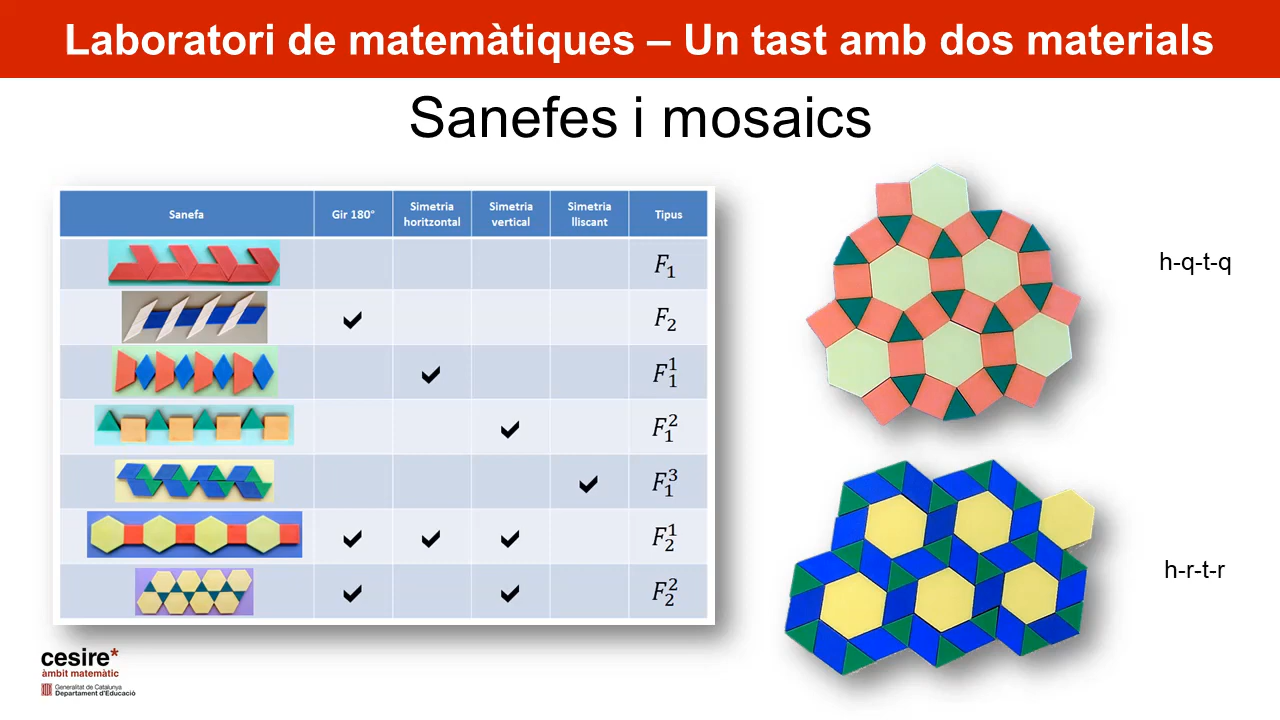 Laboratori de matemàtiques – Un tast amb dos materials
Sanefes i mosaics
Sanefa Gir 180° Simetria horitzontal Simetria vertical Simetria lliscant Tipus
F₁
✔ F₂
✔ F₁¹
✔ F₁²
✔ F₁³
✔ ✔ ✔ F₂¹
✔ ✔ F₂²
h-q-t-q
h-r-t-r
cesire*
àmbit matemàtic
Generalitat de Catalunya
Departament d'Educació